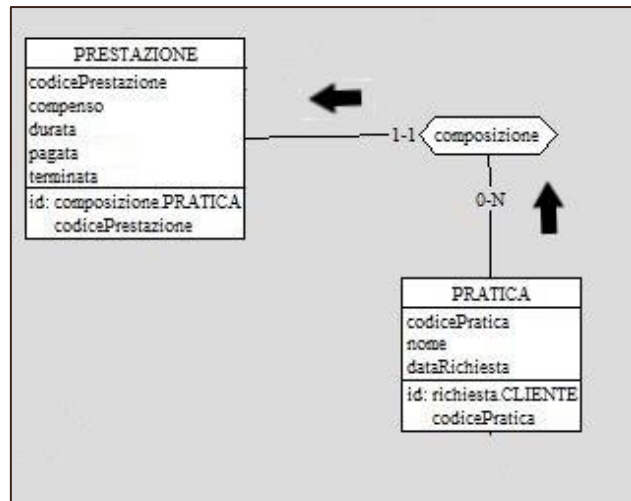 PRESTAZIONE
codicePrestazione
compenso
durata
pagata
terminata
id: composizione.PRATICA
codicePrestazione
1-1
composizione
0-N
PRATICA
codicePratica
nome
dataRichiesta
id: richiesta.CLIENTE
codicePratica